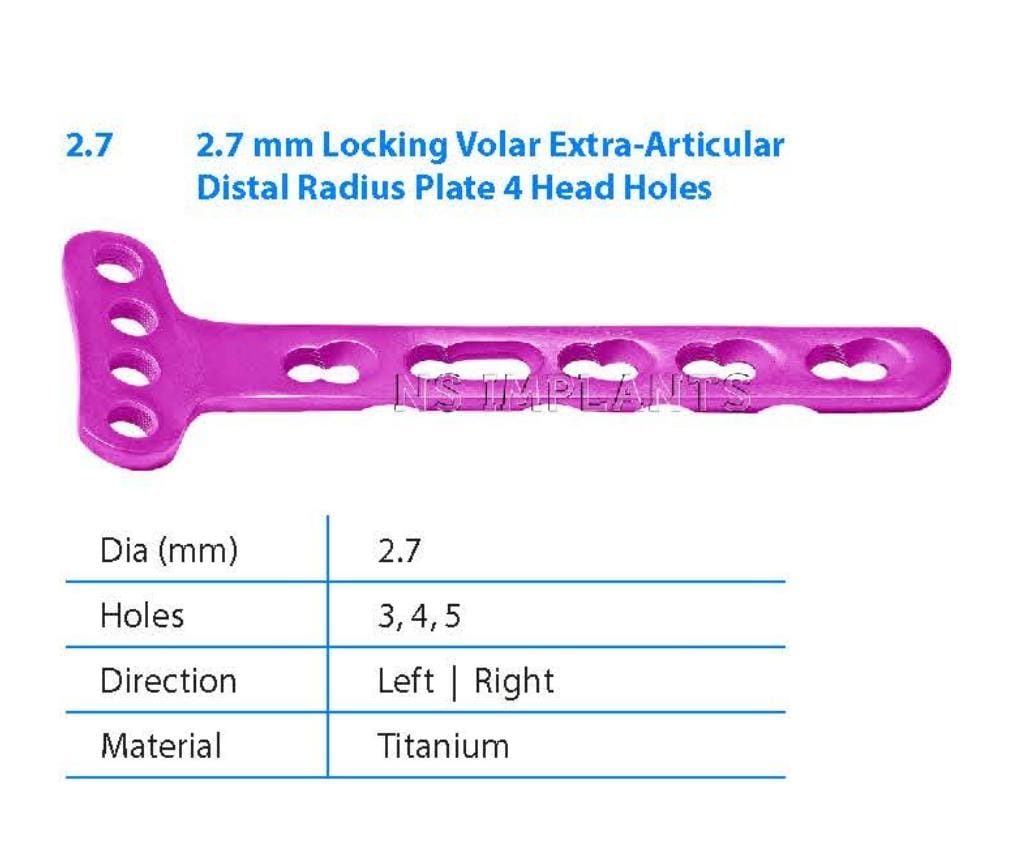 2.7 2.7 mm Locking Volar Extra-Articular
Distal Radius Plate 4 Head Holes
NS IMPLANTS
Dia (mm) 2.7
Holes 3, 4, 5
Direction Left | Right
Material Titanium